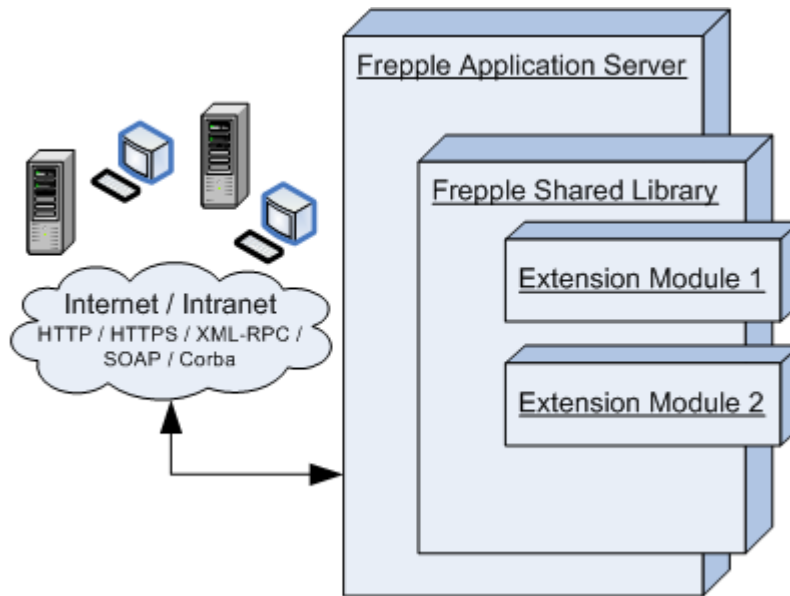 Frepple Application Server
Frepple Shared Library
Extension Module 1
Extension Module 2
Internet / Intranet
HTTP / HTTPS / XML-RPC /
SOAP / Corba